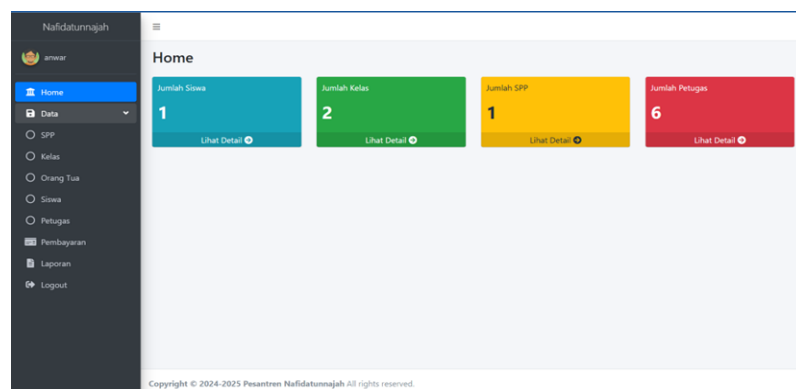 Nafidatunnajah
anwar
Home
Data
SPP
Kelas
Orang Tua
Siswa
Petugas
Pembayaran
Laporan
Logout
Home
Jumlah Siswa
1
Lihat Detail
Jumlah Kelas
2
Lihat Detail
Jumlah SPP
1
Lihat Detail
Jumlah Petugas
6
Lihat Detail
Copyright © 2024-2025 Pesantren Nafidatunnajah All rights reserved.